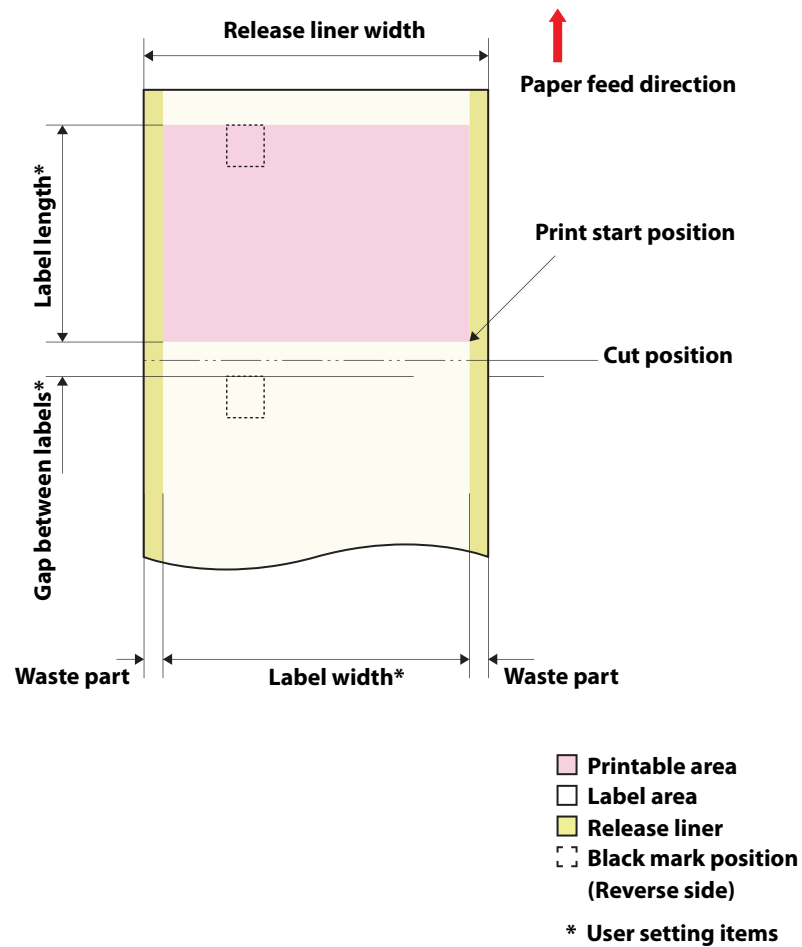 Release liner width
Paper feed direction
Label length*
Print start position
Cut position
Gap between labels*
Waste part
Label width*
Waste part
Printable area
Label area
Release liner
Black mark position
(Reverse side)
* User setting items